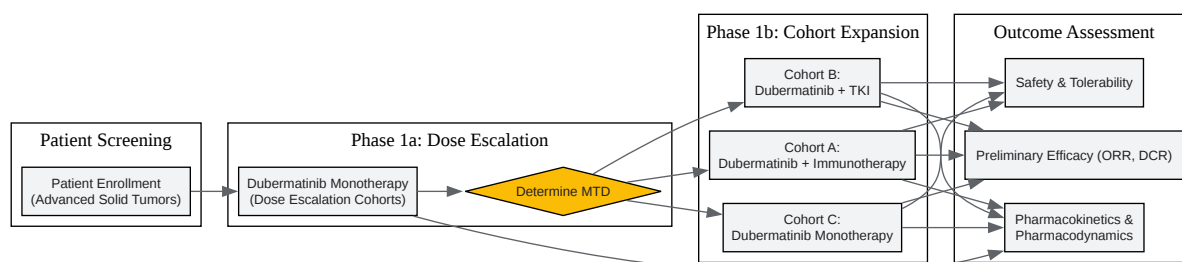 Patient Screening
Patient Enrollment
(Advanced Solid Tumors)
Phase 1a: Dose Escalation
Dubermatinib Monotherapy
(Dose Escalation Cohorts)
Determine MTD
Phase 1b: Cohort Expansion
Cohort B:
Dubermatinib + TKI
Cohort A:
Dubermatinib + Immunotherapy
Cohort C:
Dubermatinib Monotherapy
Outcome Assessment
Safety & Tolerability
Preliminary Efficacy (ORR, DCR)
Pharmacokinetics &
Pharmacodynamics